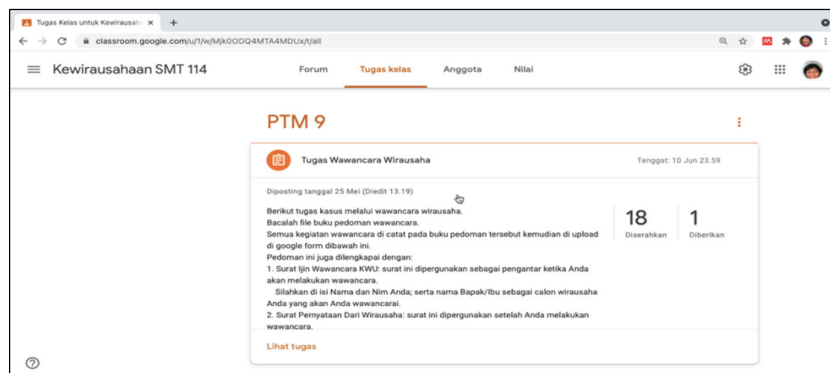 Tugas Kelas untuk Kewirausah
classroom.google.com/u/1/w/Mjk0ODQ4MTA4MDUx/t/all
Kewirausahaan SMT 114 Forum Tugas kelas Anggota Nilai
PTM 9
Tugas Wawancara Wirausaha Tenggat: 10 Jun 23.59
Diposting tanggal 25 Mei (Diedit 13.19)
Berikut tugas kasus melalui wawancara wirausaha.
Bacalah file buku pedoman wawancara.
Semua kegiatan wawancara di catat pada buku pedoman tersebut kemudian di upload
di google form dibawah ini.
Pedoman ini juga dilengkapai dengan:
1. Surat Ijin Wawancara KWU: surat ini dipergunakan sebagai pengantar ketika Anda
akan melakukan wawancara.
Silahkan di isi Nama dan Nim Anda; serta nama Bapak/Ibu sebagai calon wirausaha
Anda yang akan Anda wawancarai.
2. Surat Pernyataan Dari Wirausaha: surat ini dipergunakan setelah Anda melakukan
wawancara.
18 1
Diserahkan Diberikan
Lihat tugas